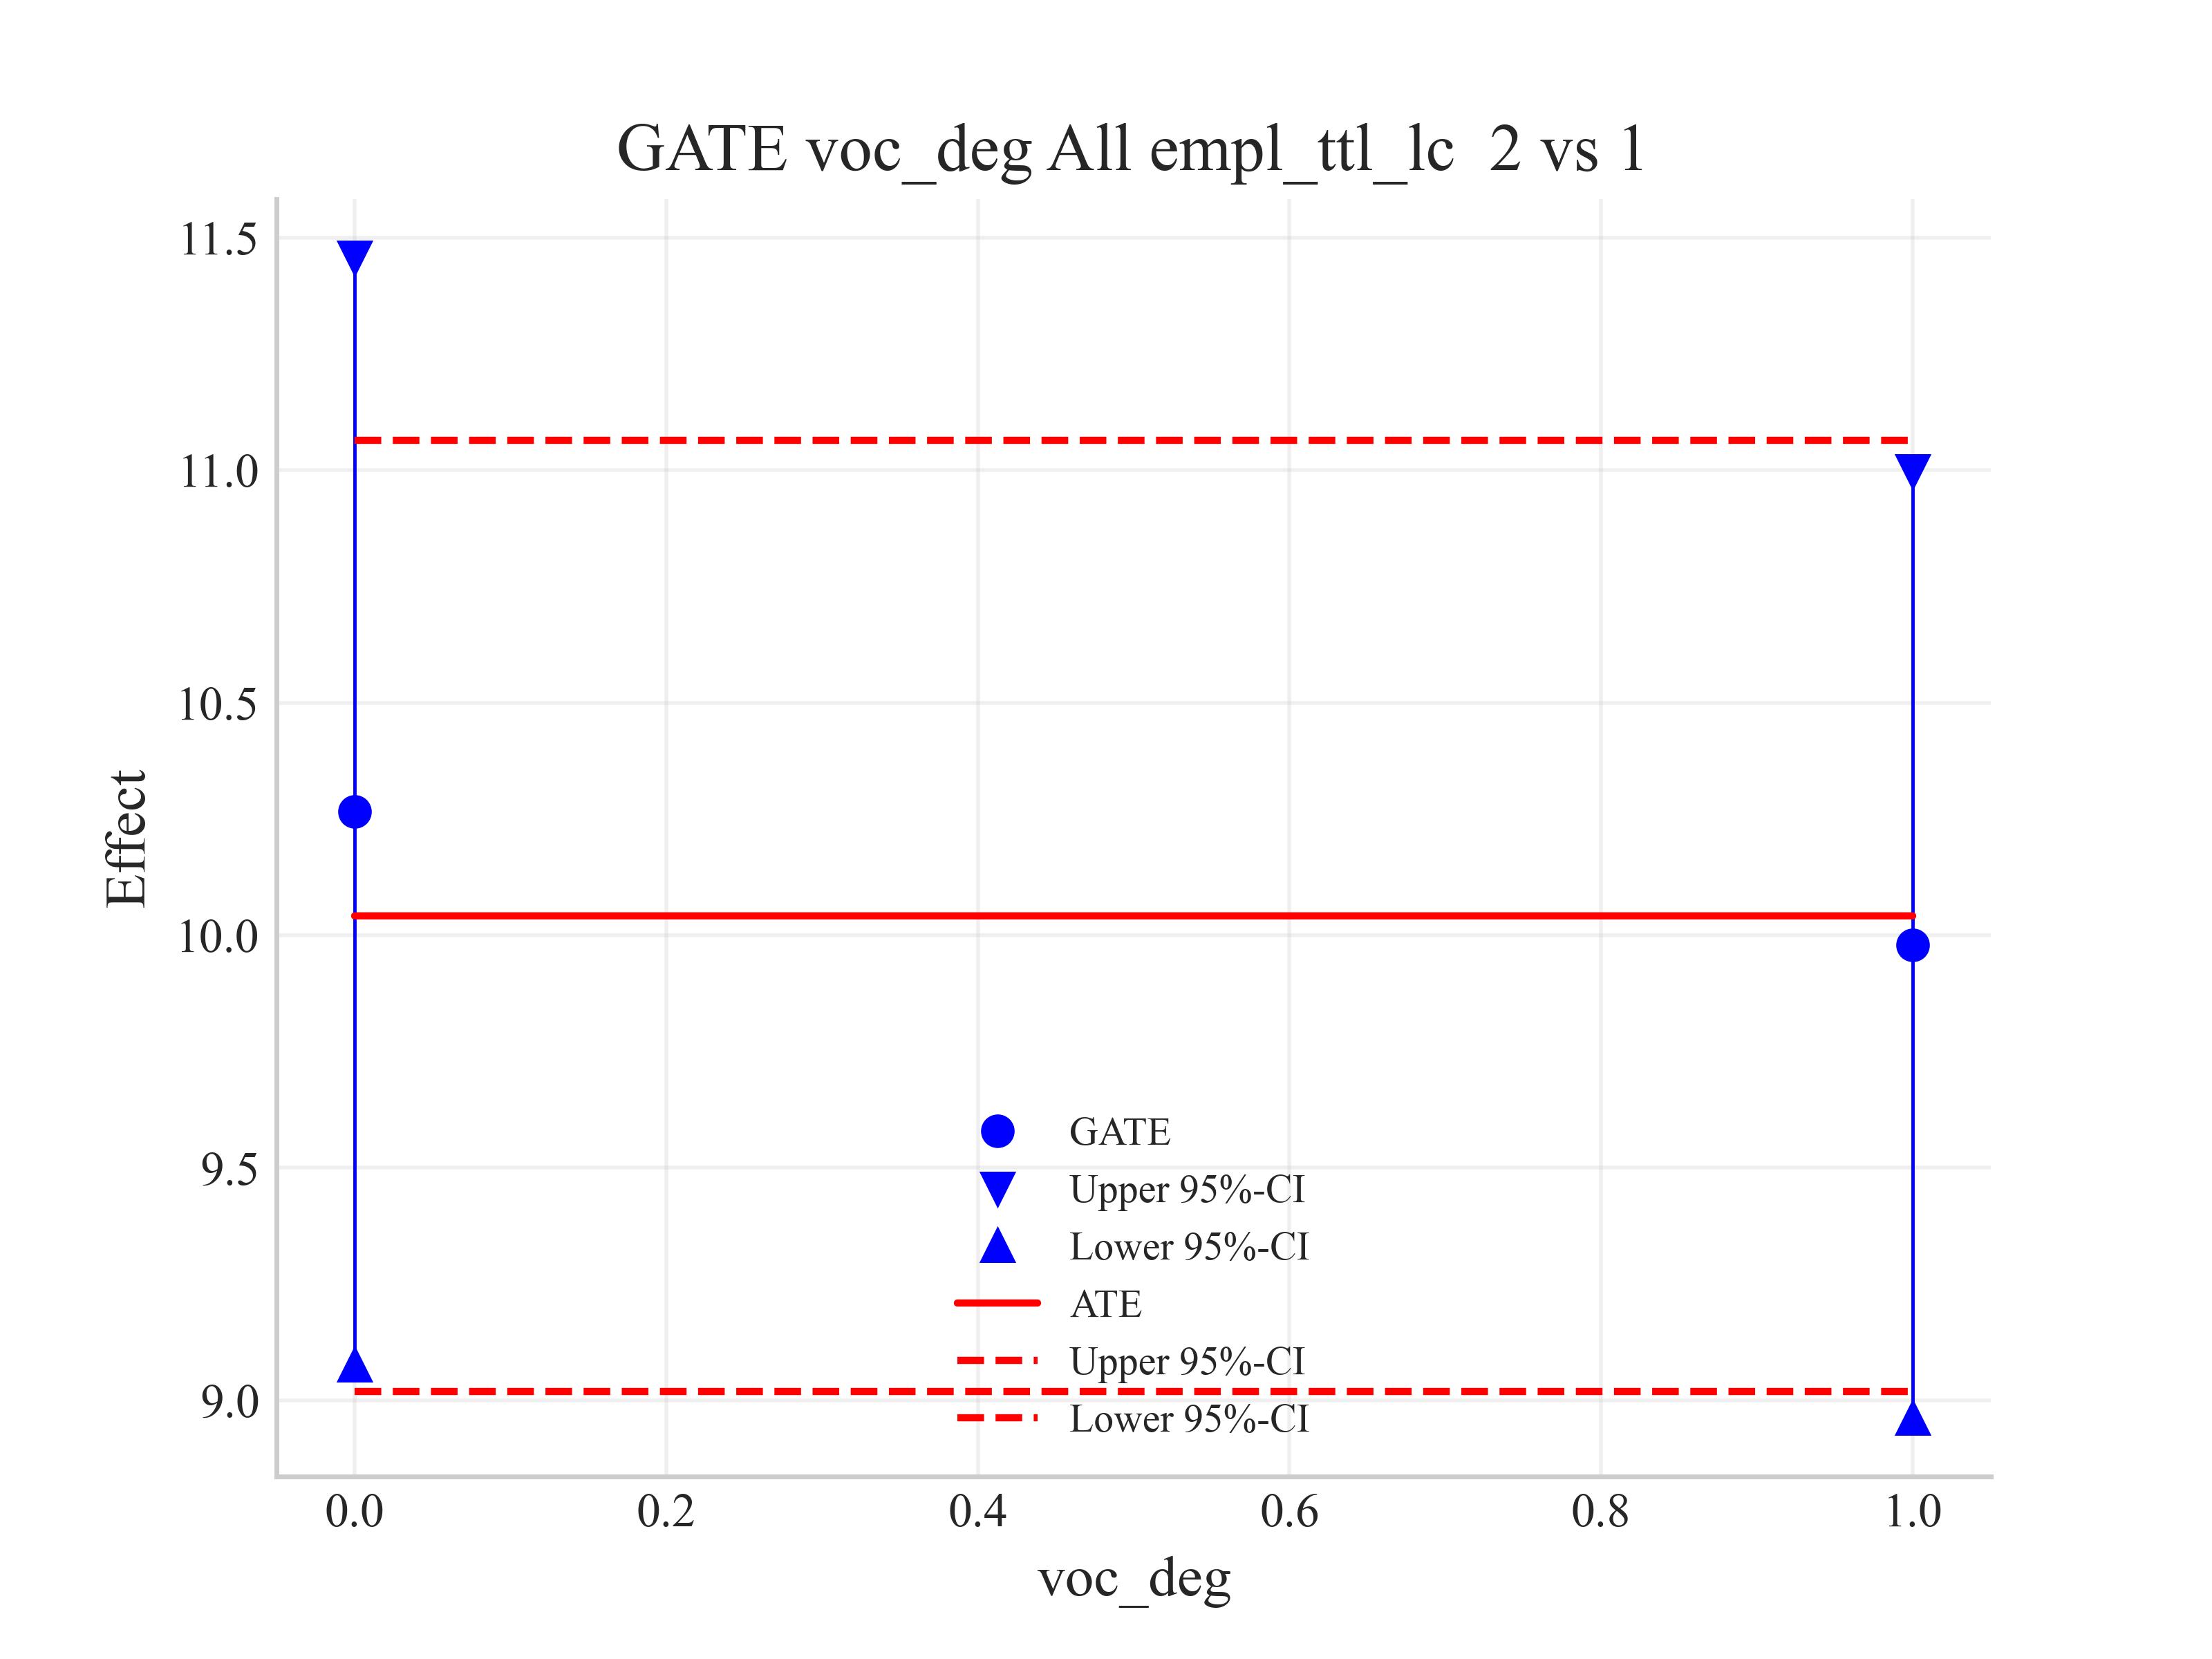 GATE voc_deg All empl_ttl_lc  2 vs 1
11.5
11.0
10.5
10.0
9.5
9.0
Effect
GATE
Upper 95%-CI
Lower 95%-CI
ATE
Upper 95%-CI
Lower 95%-CI
0.0 0.2 0.4 0.6 0.8 1.0
voc_deg